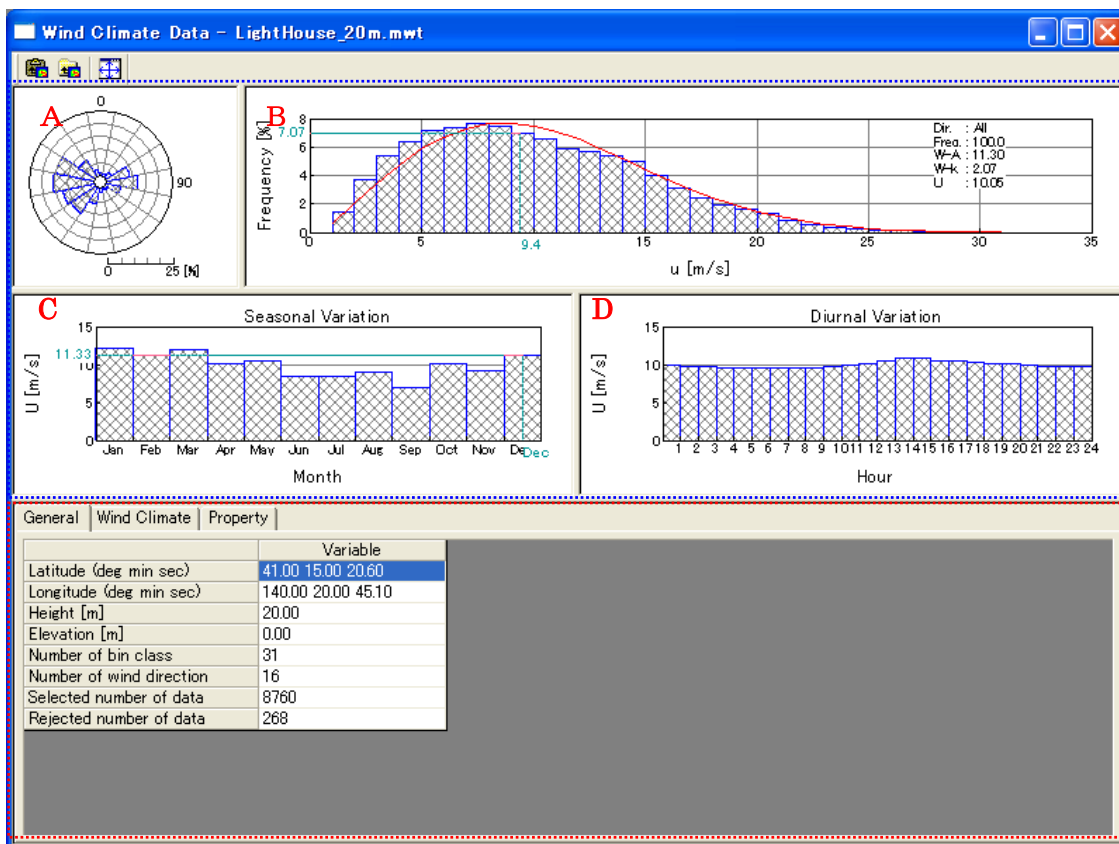 Wind Climate Data - LightHouse_20m.mwt
A
0
90
0 25 [%]
B
Frequency [%]
8
7.07
6
4
2
0
0 5 9.4 15 20 25 30 35
u [m/s]
Dir. : All
Freq. : 100.0
W-A : 11.30
W-k : 2.07
U : 10.05
C
Seasonal Variation
U [m/s]
15
11.33
10
5
0
Jan Feb Mar Apr May Jun Jul Aug Sep Oct Nov De Dec
Month
D
Diurnal Variation
U [m/s]
15
10
5
0
1 2 3 4 5 6 7 8 9 10 11 12 13 14 15 16 17 18 19 20 21 22 23 24
Hour
General Wind Climate Property
Variable
Latitude (deg min sec) 41.00 15.00 20.60
Longitude (deg min sec) 140.00 20.00 45.10
Height [m] 20.00
Elevation [m] 0.00
Number of bin class 31
Number of wind direction 16
Selected number of data 8760
Rejected number of data 268